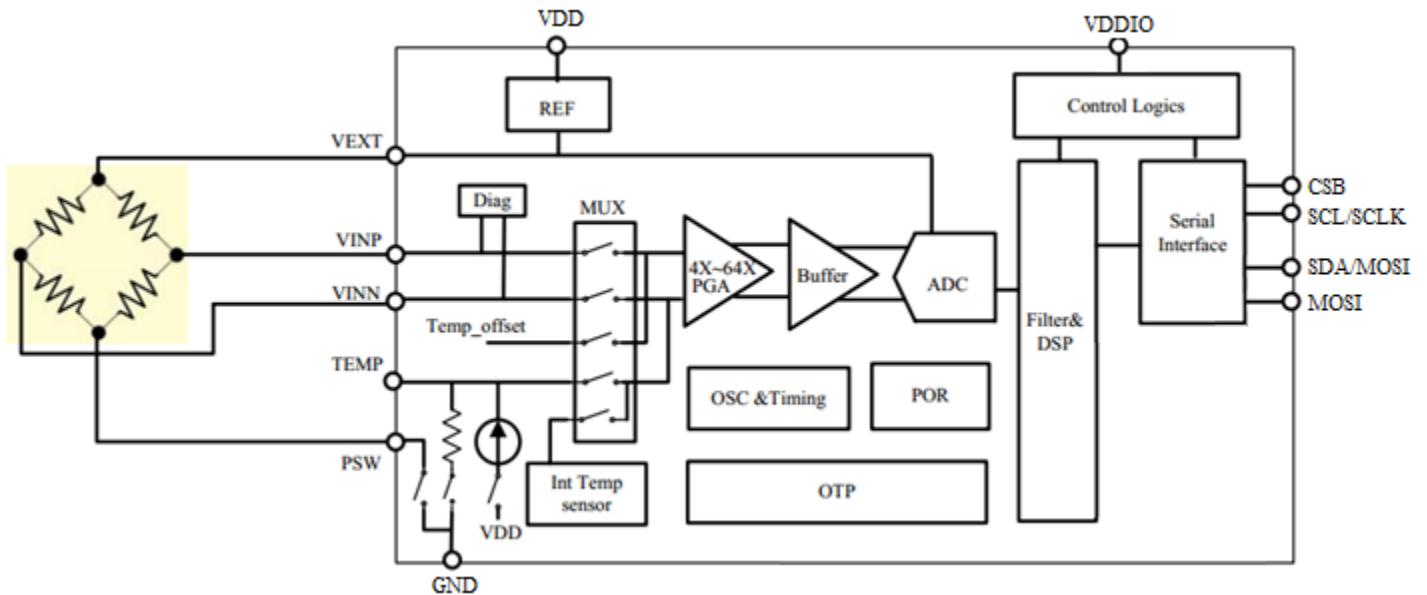 VDD
VDDIO
REF
Control Logics
VEXT
Diag
MUX
CSB
SCL/SCLK
Serial
Interface
VINP
4X~64X
PGA
Buffer
ADC
SDA/MOSI
VINN
MOSI
Temp_offset
Filter&
DSP
TEMP
OSC &Timing
POR
PSW
Int Temp
sensor
OTP
VDD
GND